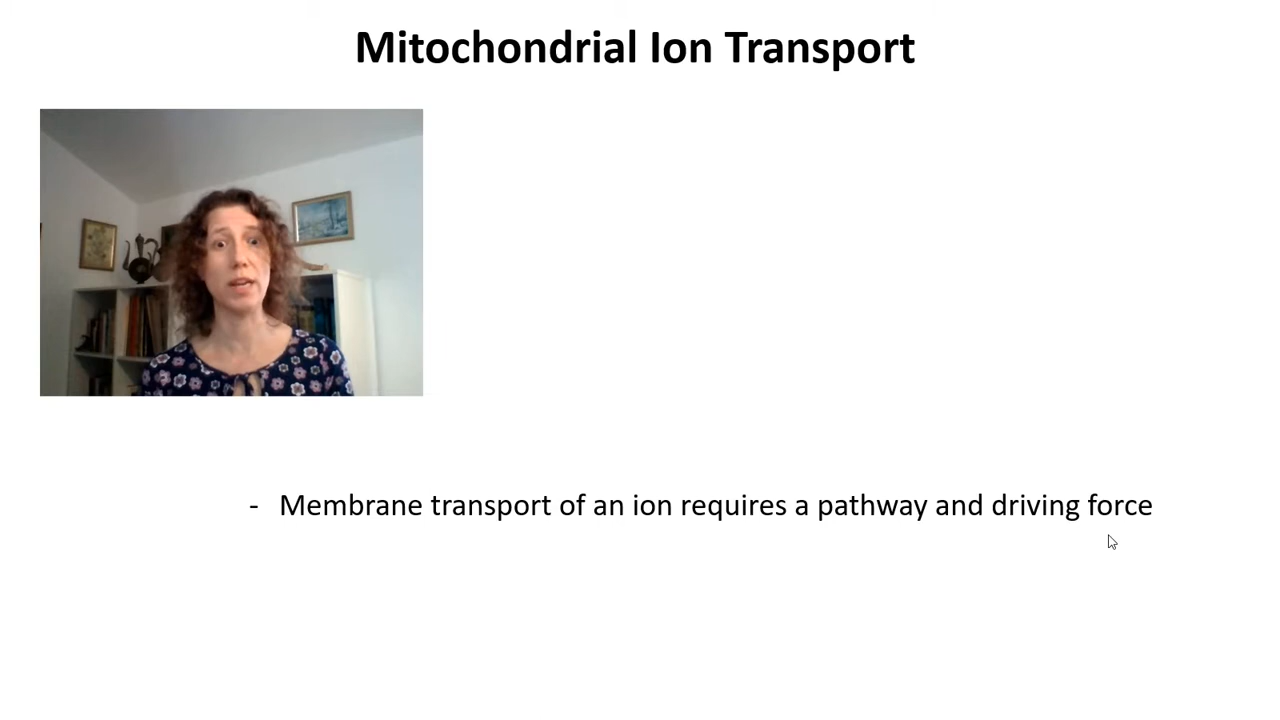 Mitochondrial Ion Transport
- Membrane transport of an ion requires a pathway and driving force